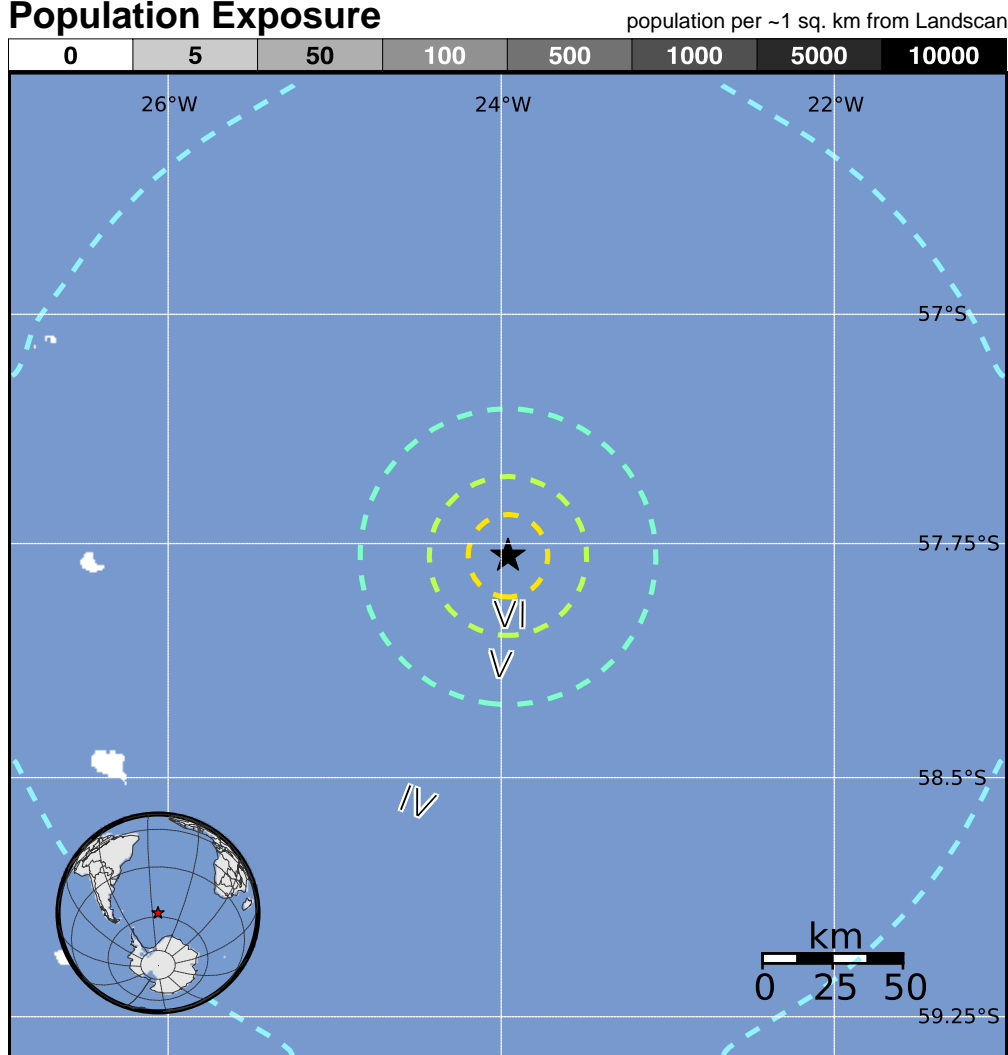 Population Exposure
population per ~1 sq. km from Landscan
0 5 50 100 500 1000 5000 10000
26°W 24°W 22°W
57°S
57.75°S
VI
V
58.5°S
IV
km
0 25 50
59.25°S